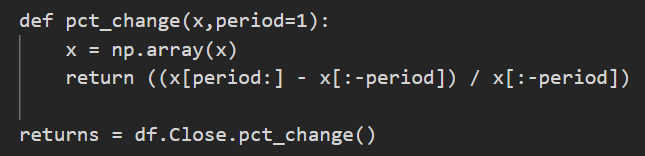 def pct_change(x,period=1):
    x = np.array(x)
    return ((x[period:] - x[:-period]) / x[:-period])
returns = df.Close.pct_change()